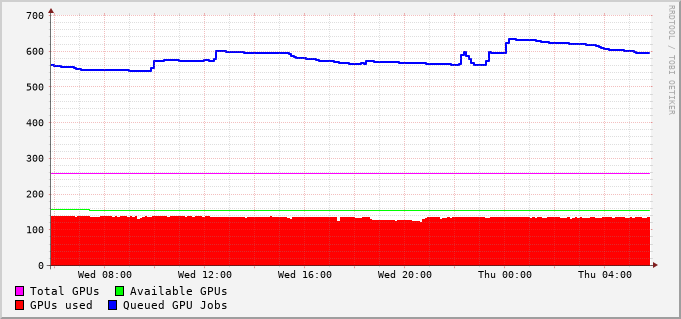 700
600
500
400
300
200
100
0
Wed 08:00 Wed 12:00 Wed 16:00 Wed 20:00 Thu 00:00 Thu 04:00
Total GPUs Available GPUs
GPUs used Queued GPU Jobs
RRDTOOL / TOBI OETIKER